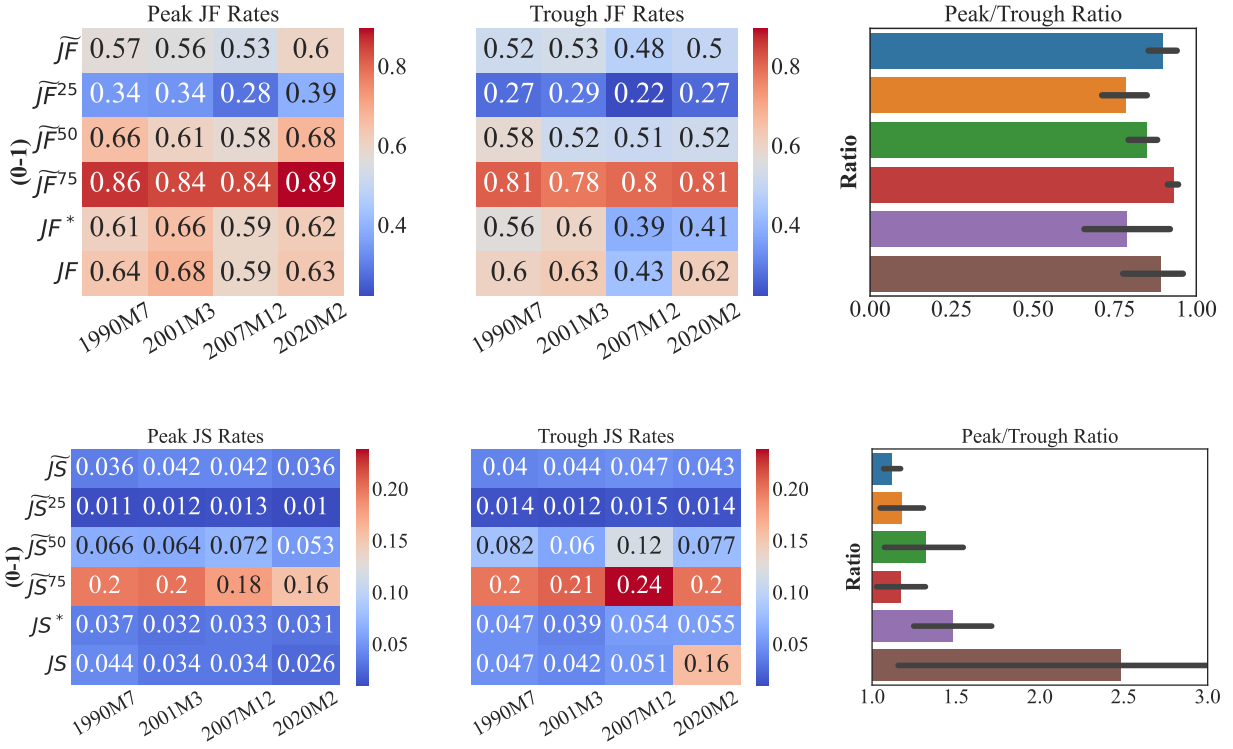 Peak JF Rates
Trough JF Rates
Peak/Trough Ratio
(0-1)
J͠F 0.57 0.56 0.53 0.6
J͠F²⁵ 0.34 0.34 0.28 0.39
J͠F⁵⁰ 0.66 0.61 0.58 0.68
J͠F⁷⁵ 0.86 0.84 0.84 0.89
JF* 0.61 0.66 0.59 0.62
JF 0.64 0.68 0.59 0.63
1990M7 2001M3 2007M12 2020M2
0.8
0.6
0.4
0.52 0.53 0.48 0.5
0.27 0.29 0.22 0.27
0.58 0.52 0.51 0.52
0.81 0.78 0.8 0.81
0.56 0.6 0.39 0.41
0.6 0.63 0.43 0.62
1990M7 2001M3 2007M12 2020M2
0.8
0.6
0.4
Ratio
0.00 0.25 0.50 0.75 1.00
Peak JS Rates
Trough JS Rates
Peak/Trough Ratio
(0-1)
J͠S 0.036 0.042 0.042 0.036
J͠S²⁵ 0.011 0.012 0.013 0.01
J͠S⁵⁰ 0.066 0.064 0.072 0.053
J͠S⁷⁵ 0.2 0.2 0.18 0.16
JS* 0.037 0.032 0.033 0.031
JS 0.044 0.034 0.034 0.026
1990M7 2001M3 2007M12 2020M2
0.20
0.15
0.10
0.05
0.04 0.044 0.047 0.043
0.014 0.012 0.015 0.014
0.082 0.06 0.12 0.077
0.2 0.21 0.24 0.2
0.047 0.039 0.054 0.055
0.047 0.042 0.051 0.16
1990M7 2001M3 2007M12 2020M2
0.20
0.15
0.10
0.05
Ratio
1.0 1.5 2.0 2.5 3.0